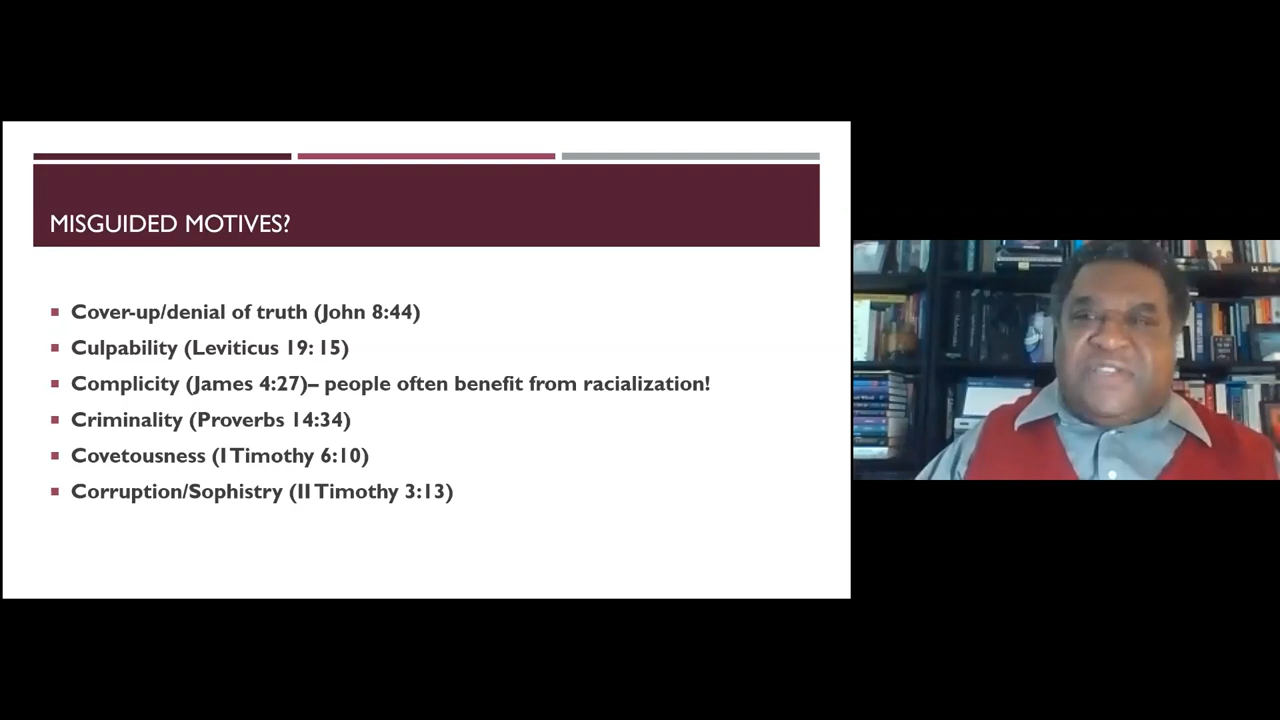 MISGUIDED MOTIVES?
Cover-up/denial of truth (John 8:44)
Culpability (Leviticus 19: 15)
Complicity (James 4:27)– people often benefit from racialization!
Criminality (Proverbs 14:34)
Covetousness (I Timothy 6:10)
Corruption/Sophistry (II Timothy 3:13)